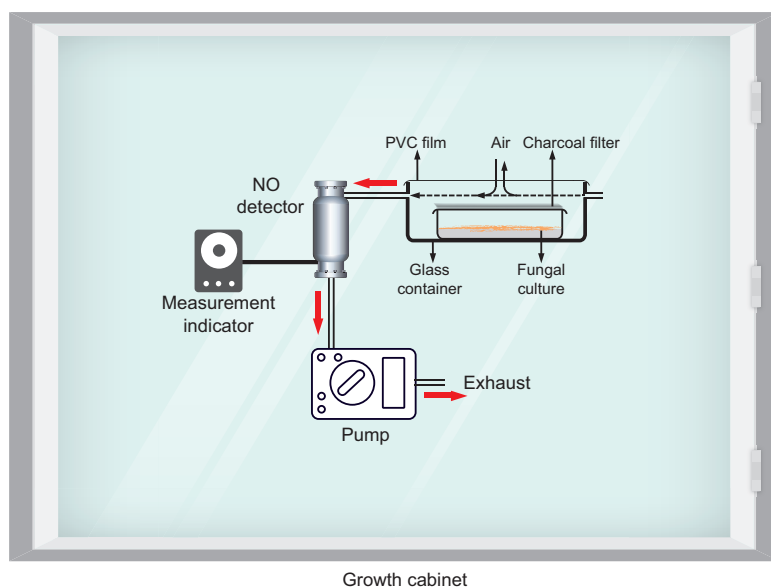 PVC film
Air
Charcoal filter
NO
detector
Glass
container
Fungal
culture
Measurement
indicator
Exhaust
Pump
Growth cabinet